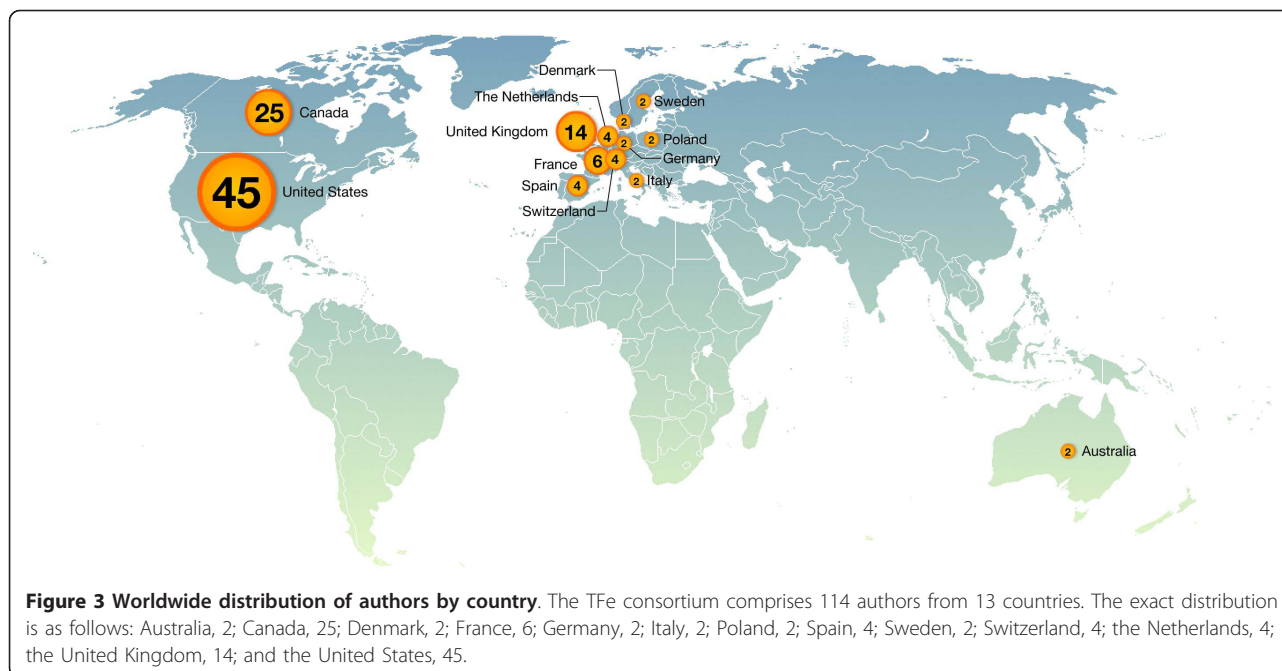 Denmark
2 Sweden
The Netherlands
25 Canada
2
United Kingdom 14
4
2 Poland
2
Germany
France 6
4
45 United States
Spain 4
2 Italy
Switzerland
2 Australia
Figure 3 Worldwide distribution of authors by country. The TFe consortium comprises 114 authors from 13 countries. The exact distribution
is as follows: Australia, 2; Canada, 25; Denmark, 2; France, 6; Germany, 2; Italy, 2; Poland, 2; Spain, 4; Sweden, 2; Switzerland, 4; the Netherlands, 4;
the United Kingdom, 14; and the United States, 45.